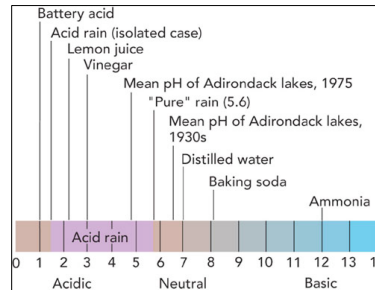 Battery acid
Acid rain (isolated case)
Lemon juice
Vinegar
Mean pH of Adirondack lakes, 1975
"Pure" rain (5.6)
Mean pH of Adirondack lakes,
1930s
Distilled water
Baking soda
Ammonia
Acid rain
0 1 2 3 4 5 6 7 8 9 10 11 12 13 1
Acidic Neutral Basic